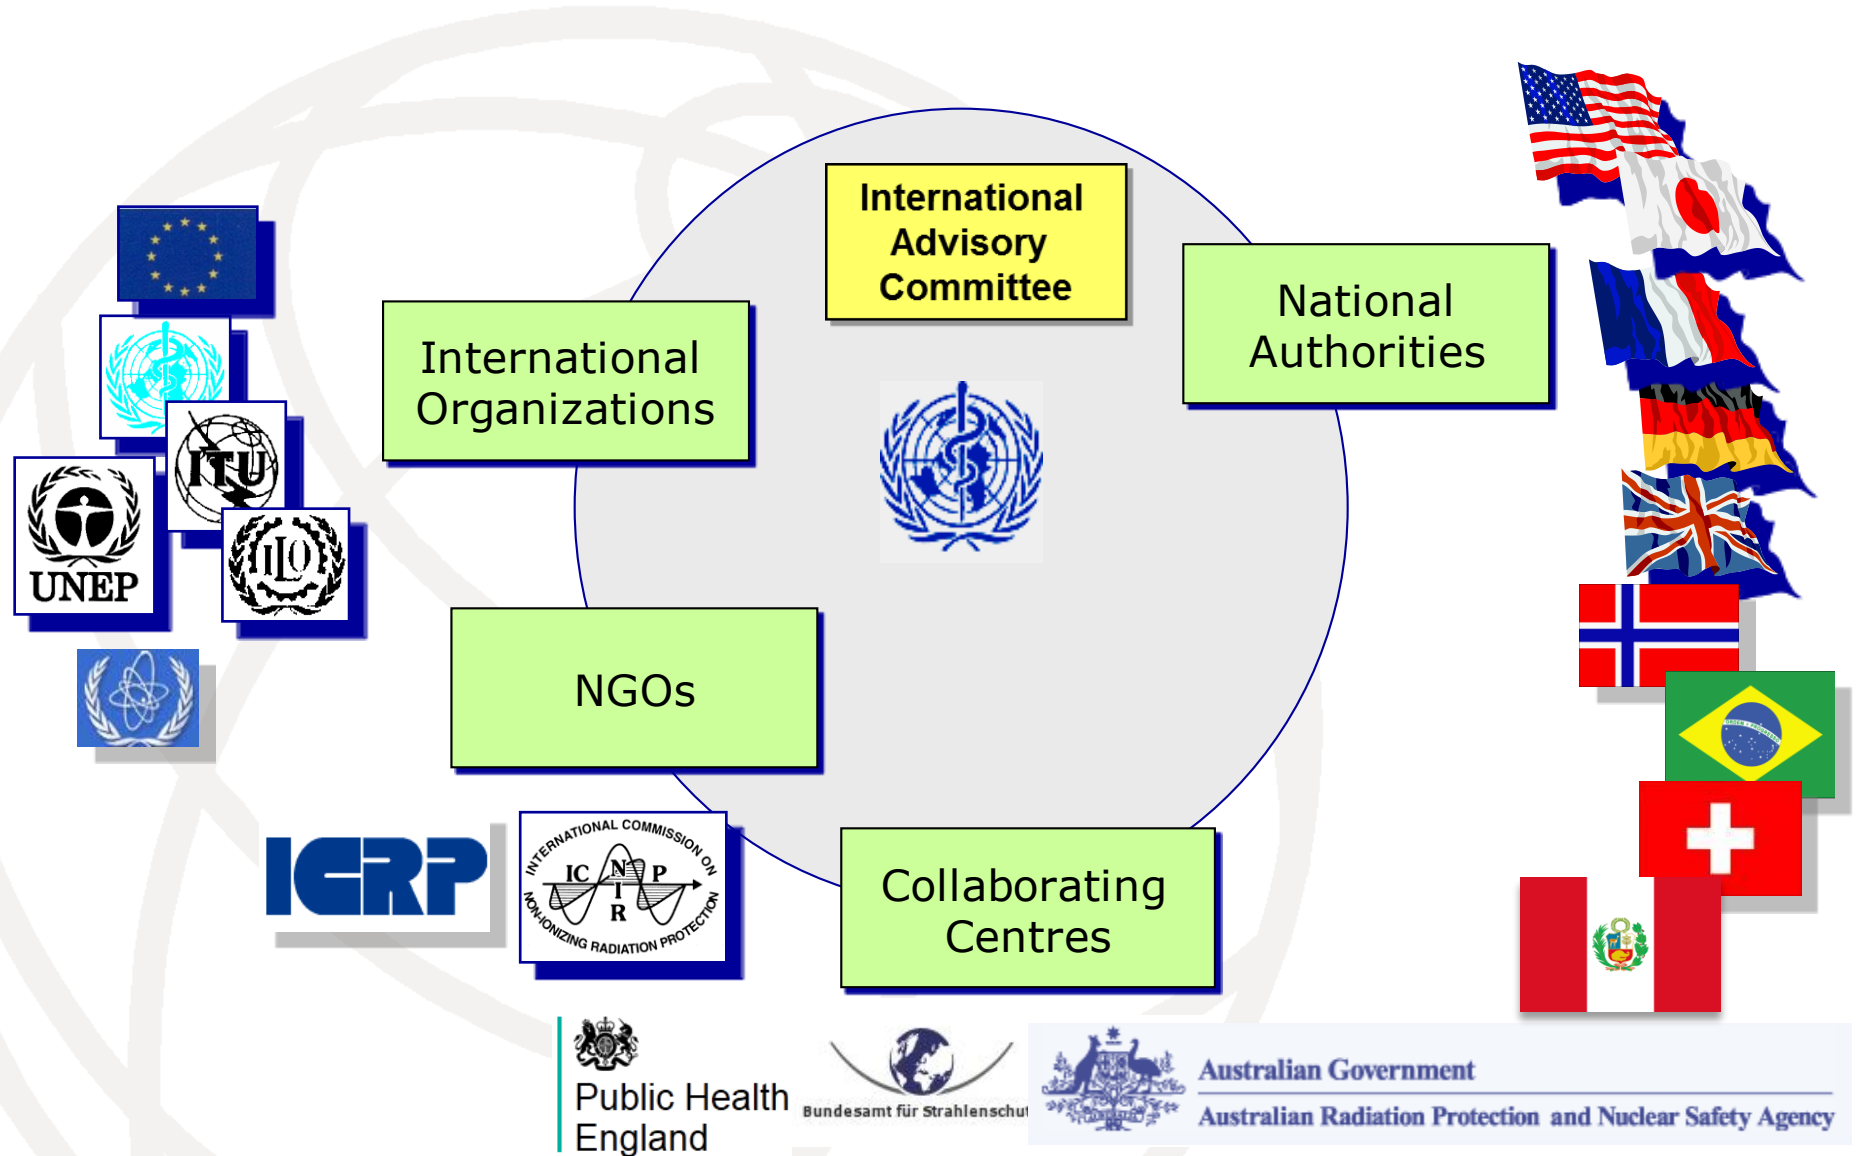 International
Advisory
Committee
National
Authorities
International
Organizations
ITU
UNEP
ILO
NGOs
ICRP
INTERNATIONAL COMMISSION ON
IC N P
I
R
NON-IONIZING RADIATION PROTECTION
Collaborating
Centres
Public Health
England
Bundesamt für Strahlenschut
Australian Government
Australian Radiation Protection and Nuclear Safety Agency